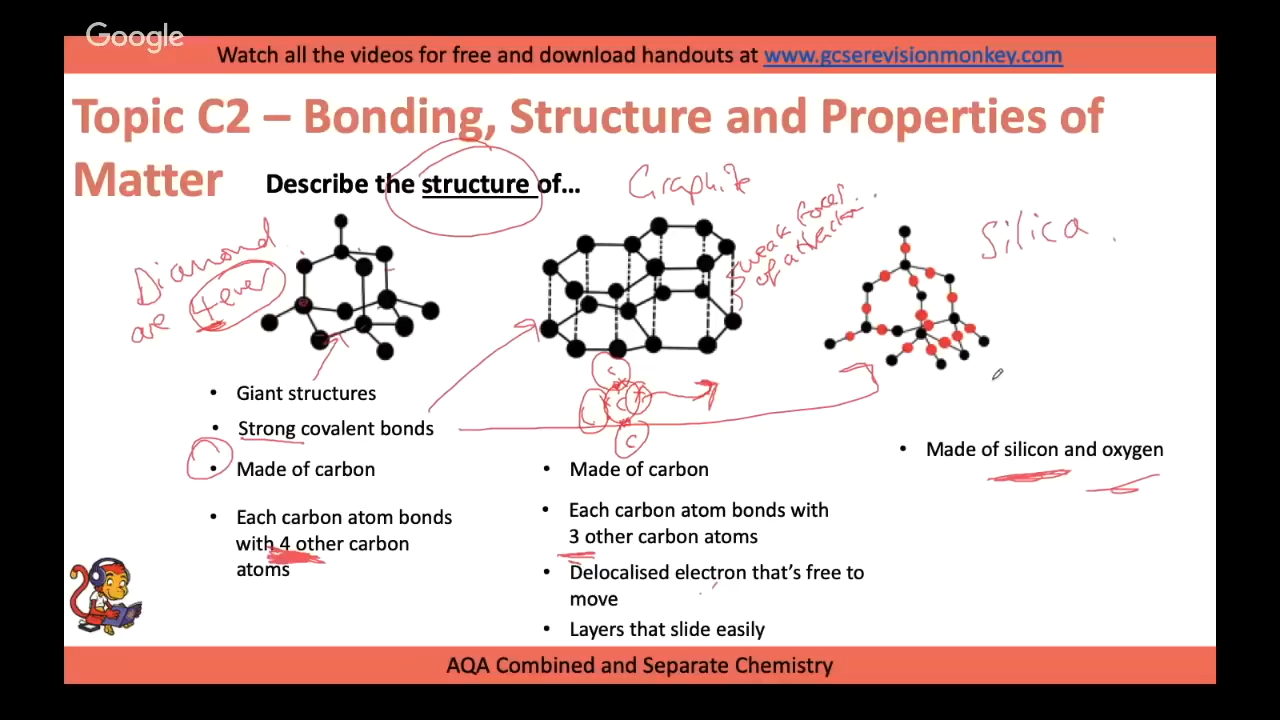 Google
Watch all the videos for free and download handouts at www.gcserevisionmonkey.com
Topic C2 – Bonding, Structure and Properties of
Matter
Describe the structure of...
Graphite
Silica
Diamond
are 4ever
weak forces
of attraction
• Giant structures
• Strong covalent bonds
• Made of carbon
• Each carbon atom bonds
with 4 other carbon
atoms
C
C
C
C
• Made of carbon
• Each carbon atom bonds with
3 other carbon atoms
• Delocalised electron that's free to
move
• Layers that slide easily
• Made of silicon and oxygen
AQA Combined and Separate Chemistry